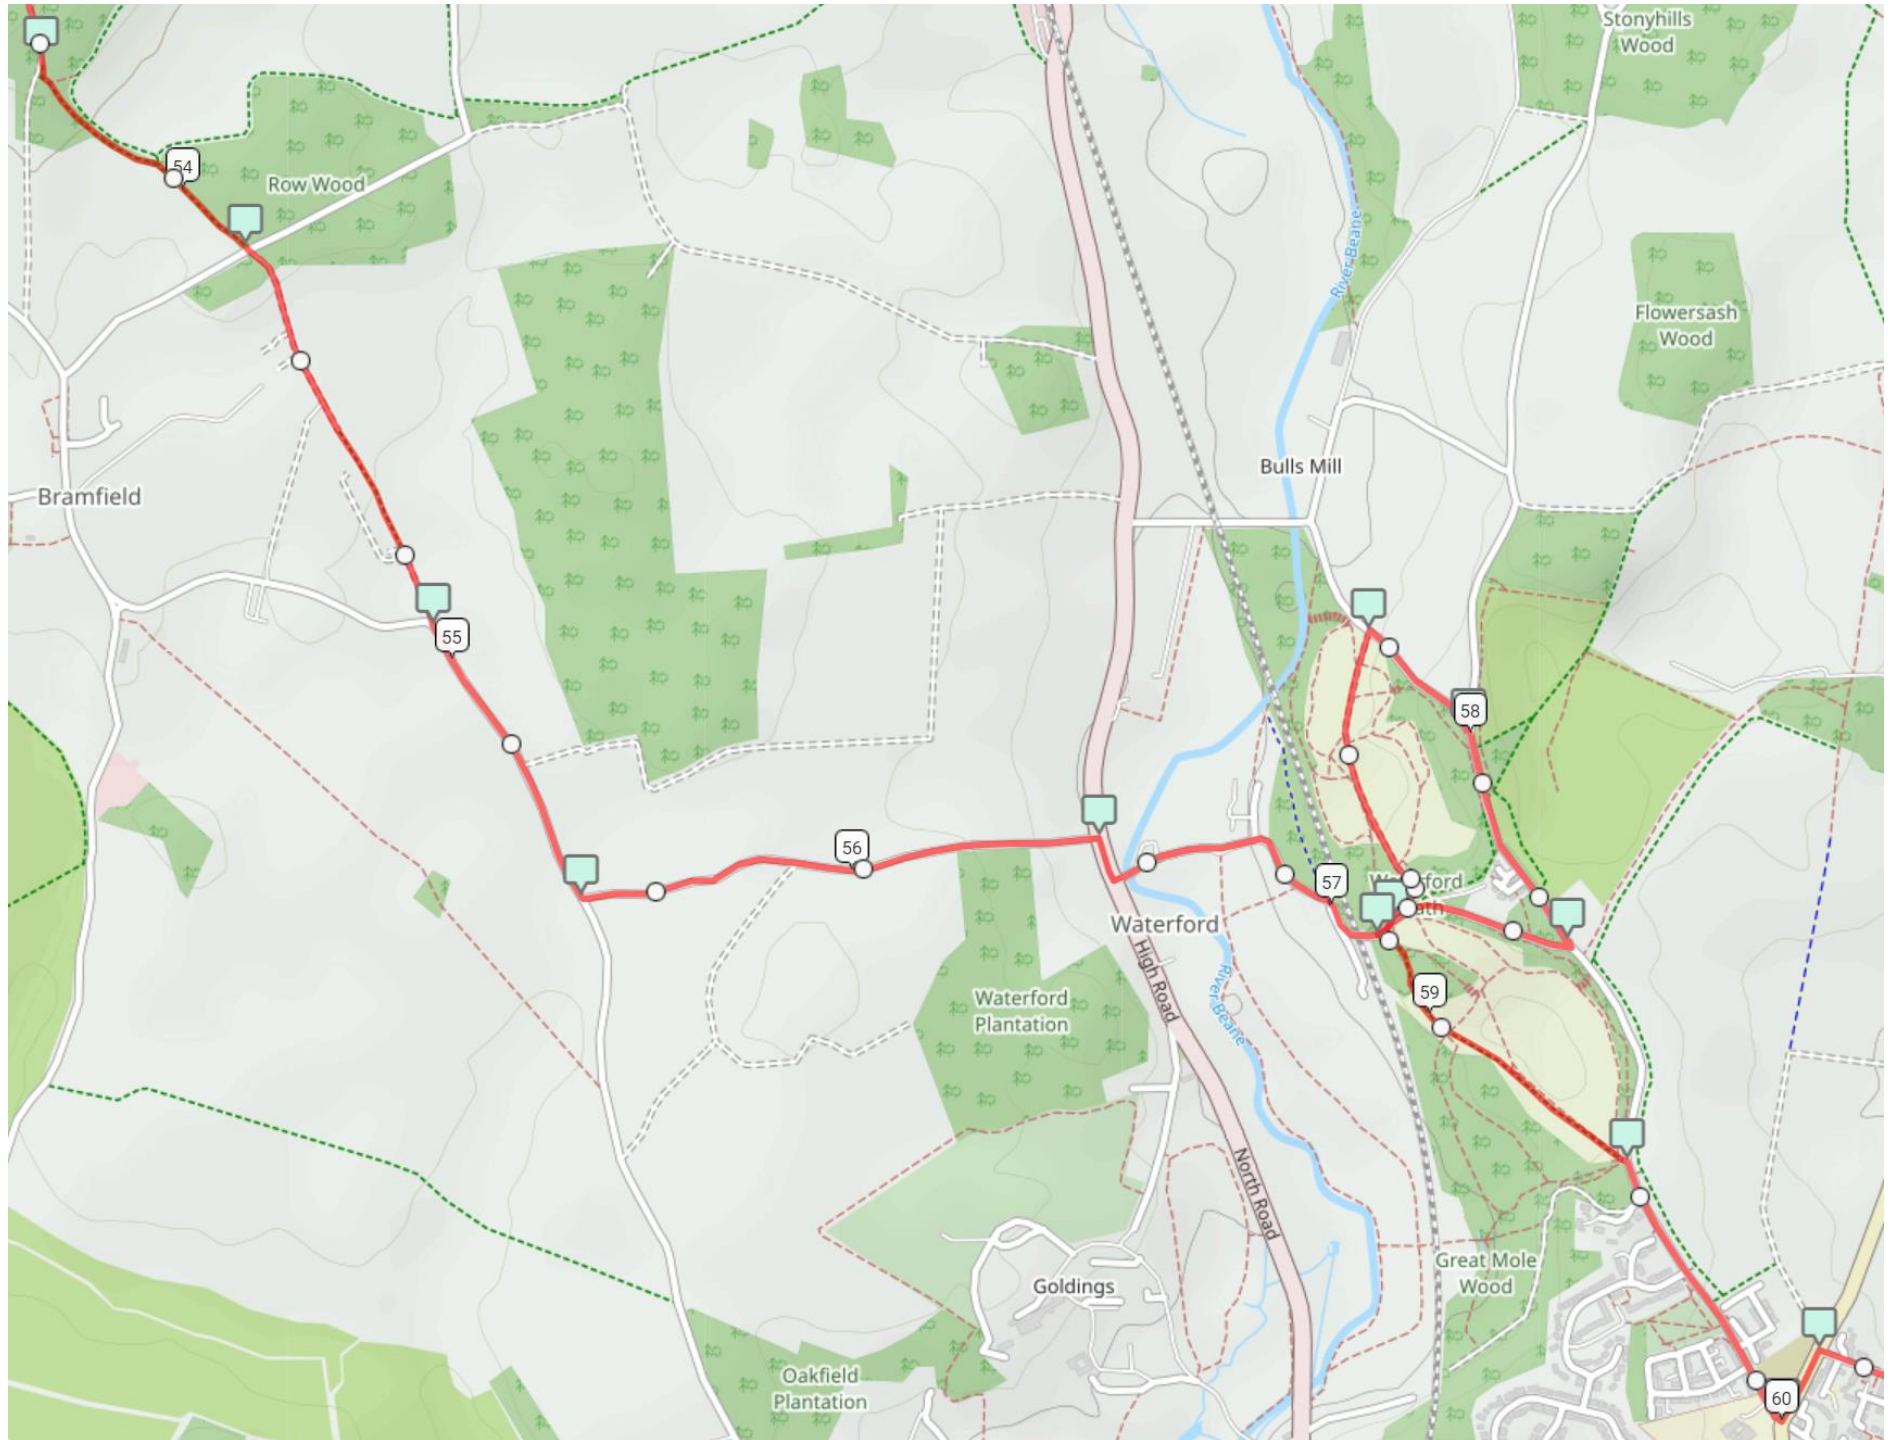 Stonyhills
Wood
54
Row Wood
River Beane
Flowersash
Wood
Bulls Mill
Bramfield
55
58
56
57
Waterford
High Road
59
River Beane
Waterford
Plantation
North Road
Great Mole
Wood
Goldings
Oakfield
Plantation
60